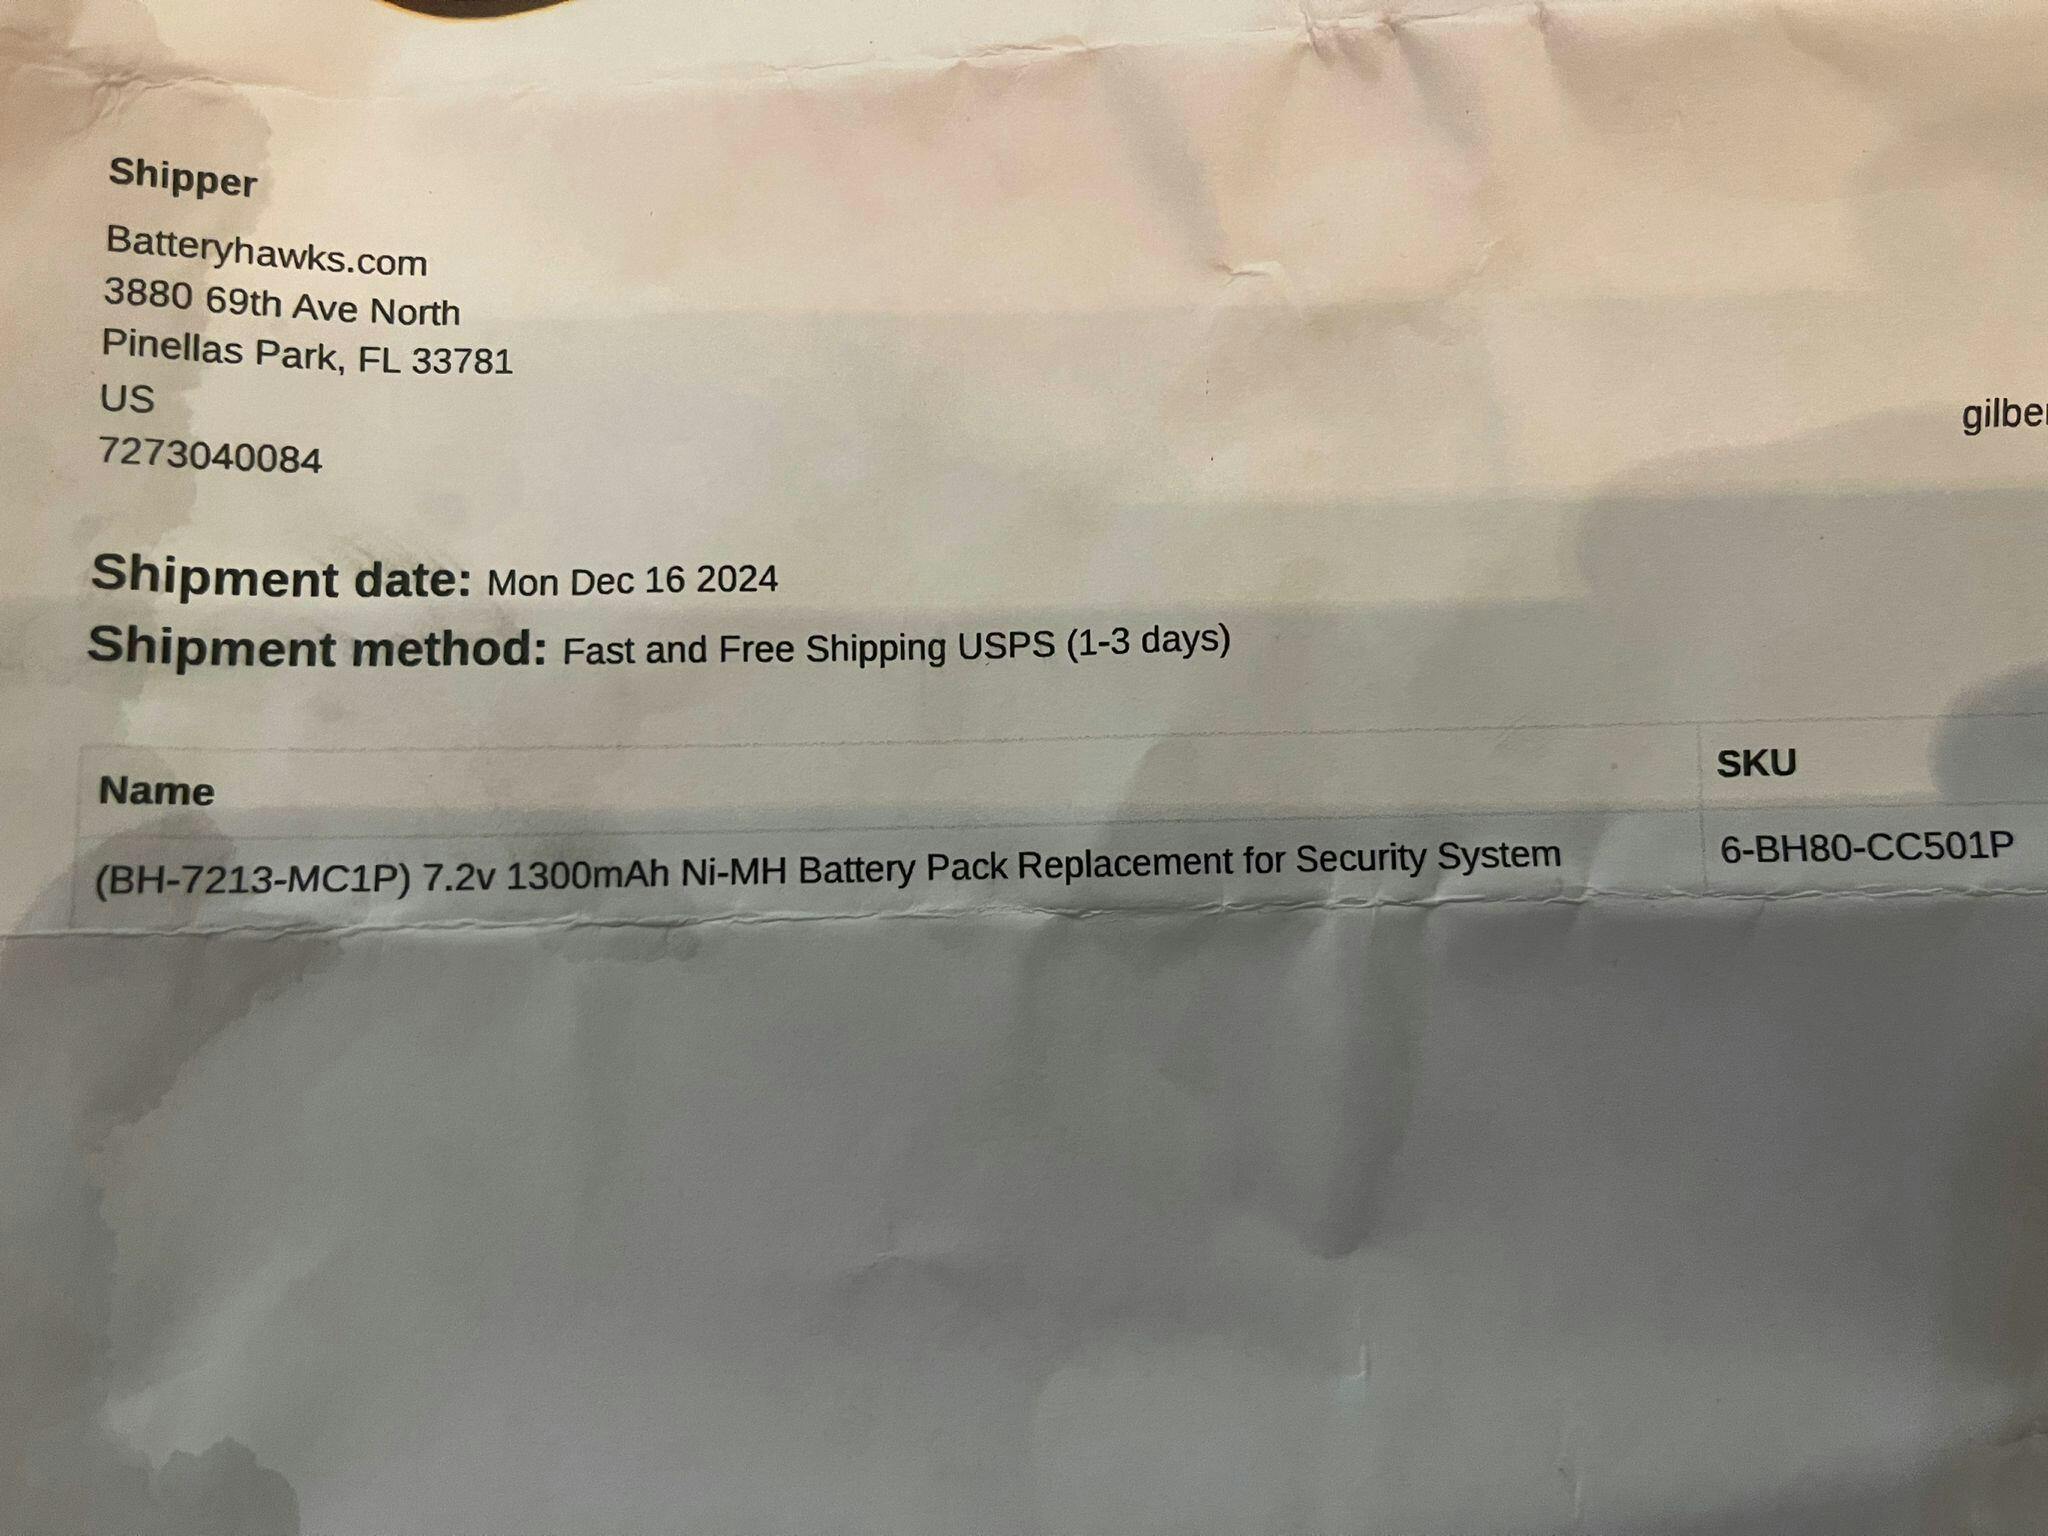 Shipper
Batteryhawks.com
3880 69th Ave North
Pinellas Park, FL 33781
US
7273040084
Shipment date: Mon Dec 16 2024
Shipment method: Fast and Free Shipping USPS (1-3 days)
Name SKU
(BH-7213-MC1P) 7.2v 1300mAh Ni-MH Battery Pack Replacement for Security System 6-BH80-CC501P